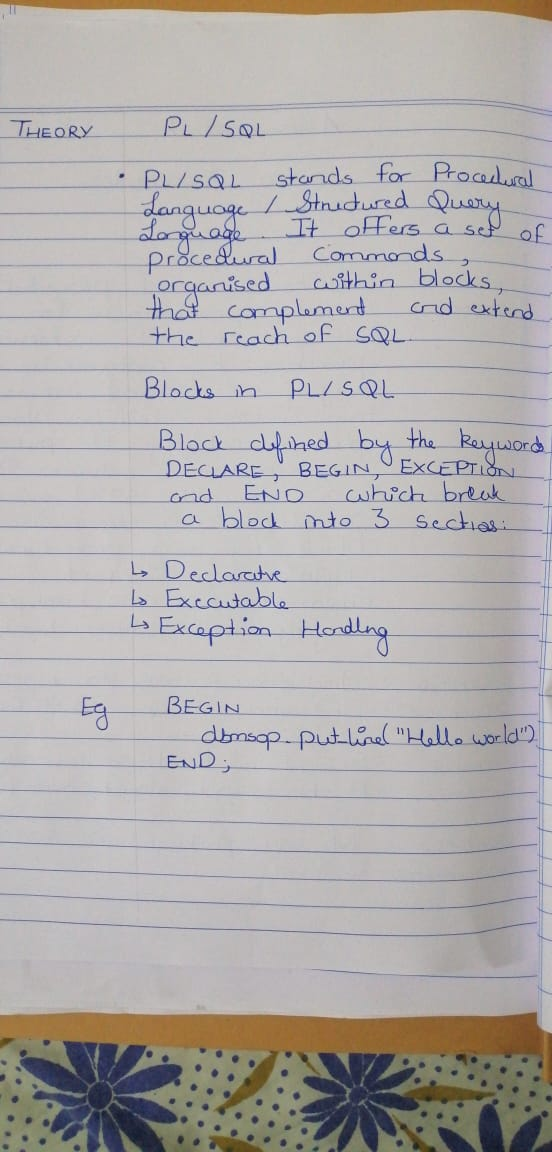 THEORY PL/SQL
• PL/SQL stands for Procedural
Language / Structured Query
Language. It offers a set of
procedural commands,
organised within blocks,
that complement and extend
the reach of SQL.
Blocks in PL/SQL
Block defined by the keywords
DECLARE, BEGIN, EXCEPTION
and END which break
a block into 3 sections:
↳ Declarative
↳ Executable
↳ Exception Handling
Eg BEGIN
dbmsop.put_line("Hello world")
END;